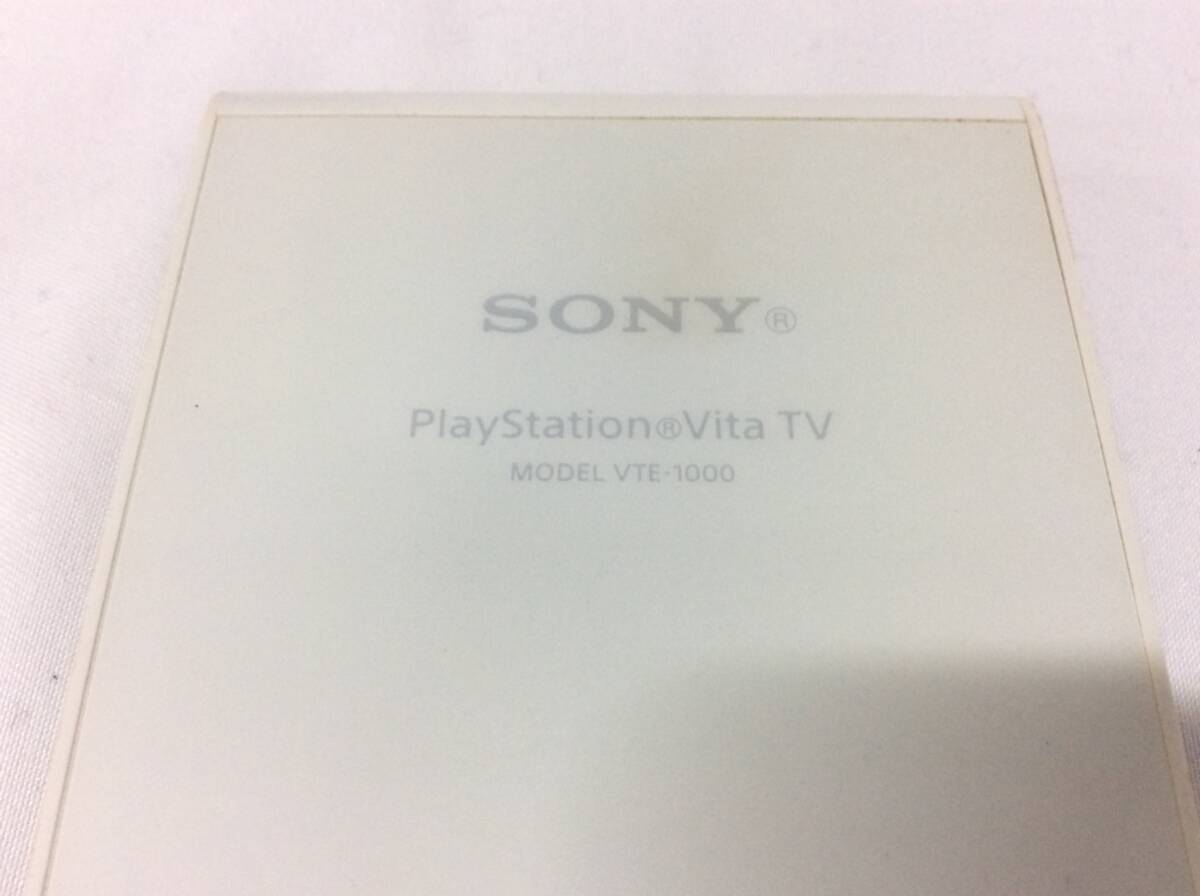 SONY®
PlayStation®Vita TV
MODEL VTE-1000